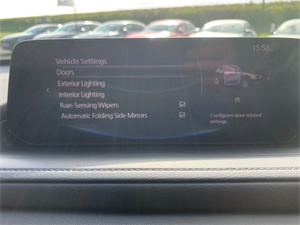 15:58
Vehicle Settings
Doors
Exterior Lighting
Interior Lighting
Rain-Sensing Wipers
Automatic Folding Side Mirrors
Configures door-related
settings.